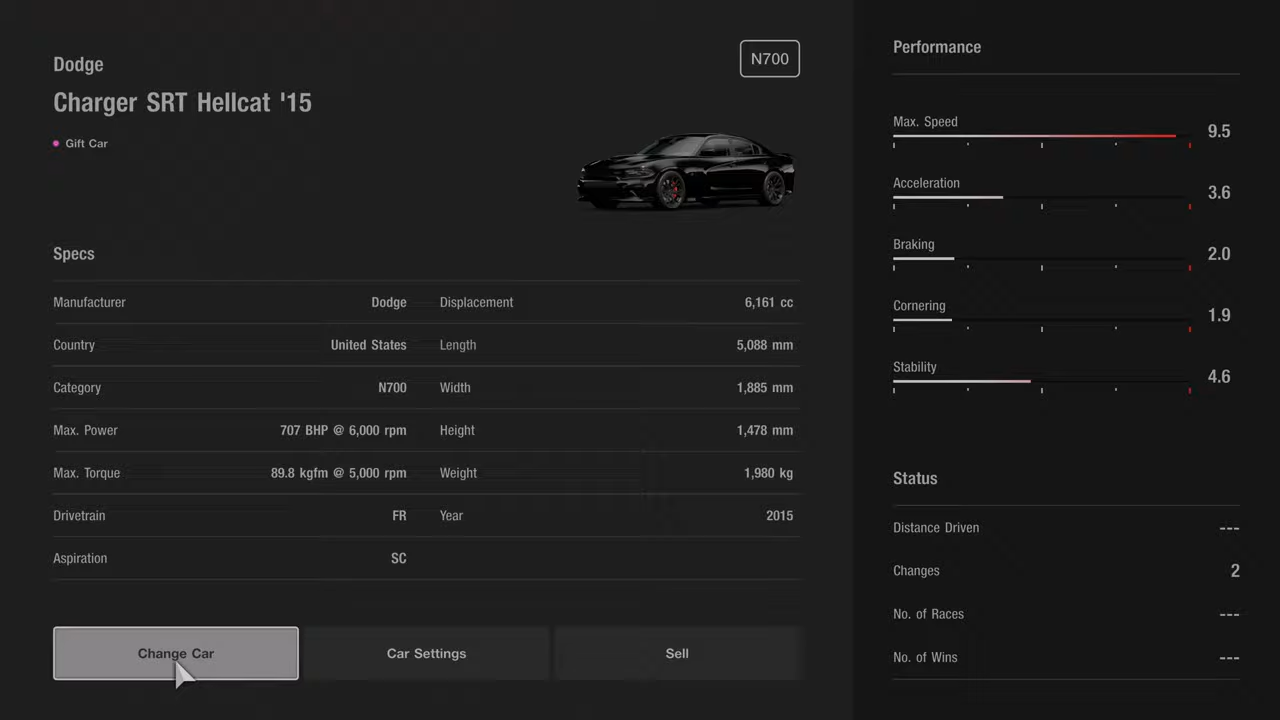 Dodge
N700
Charger SRT Hellcat '15
Gift Car
Specs
Manufacturer Dodge Displacement 6,161 cc
Country United States Length 5,088 mm
Category N700 Width 1,885 mm
Max. Power 707 BHP @ 6,000 rpm Height 1,478 mm
Max. Torque 89.8 kgfm @ 5,000 rpm Weight 1,980 kg
Drivetrain FR Year 2015
Aspiration SC
Change Car Car Settings Sell
Performance
Max. Speed 9.5
Acceleration 3.6
Braking 2.0
Cornering 1.9
Stability 4.6
Status
Distance Driven ---
Changes 2
No. of Races ---
No. of Wins ---